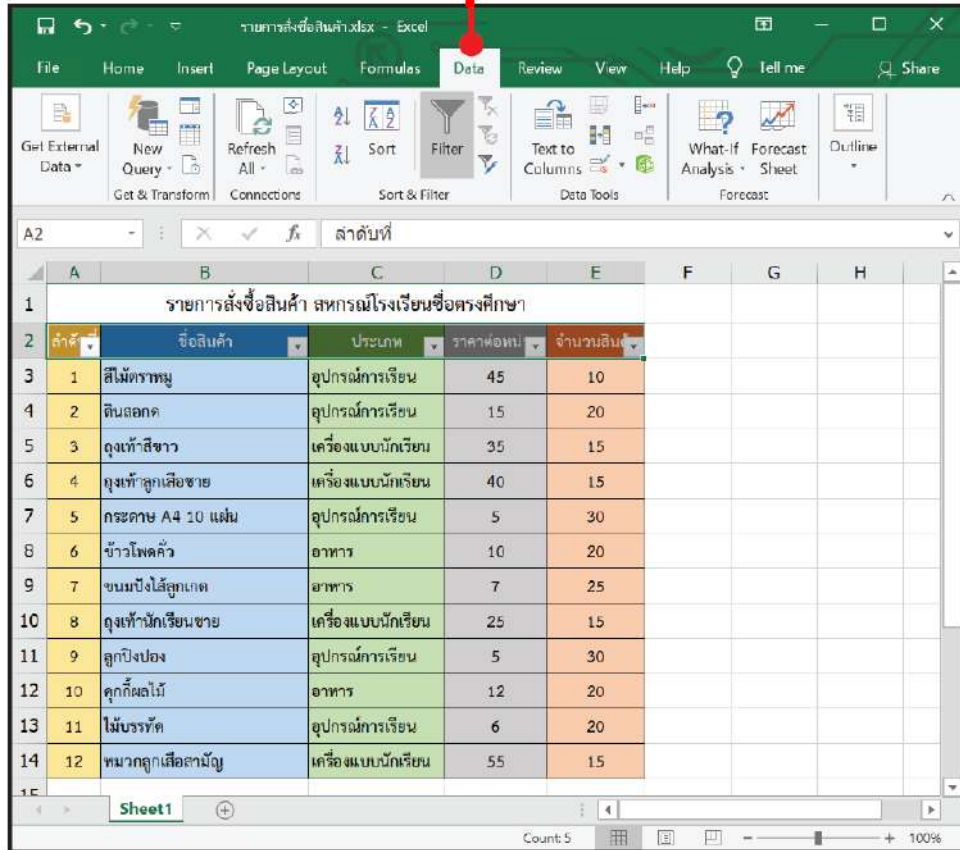 รายการสั่งซื้อสินค้า.xlsx - Excel
File Home Insert Page Layout Formulas Data Review View Help Tell me Share
Get External Data
New Query
Refresh All
Sort
Filter
Text to Columns
What-If Analysis
Forecast Sheet
Outline
Get & Transform Connections Sort & Filter Data Tools Forecast
A2 fx ลำดับที่
A B C D E F G H
1 รายการสั่งซื้อสินค้า สหกรณ์โรงเรียนซื่อตรงศึกษา
2 ชื่อสินค้า ประเภท ราคาต่อหน่ จำนวนสินค้
3 1 สีไม้ตราหมู อุปกรณ์การเรียน 45 10
4 2 ดินสอกด อุปกรณ์การเรียน 15 20
5 3 ถุงเท้าสีขาว เครื่องแบบนักเรียน 35 15
6 4 ถุงเท้าลูกเสือชาย เครื่องแบบนักเรียน 40 15
7 5 กระดาษ A4 10 แผ่น อุปกรณ์การเรียน 5 30
8 6 ข้าวโพดคั่ว อาหาร 10 20
9 7 ขนมปังไส้ลูกเกด อาหาร 7 25
10 8 ถุงเท้านักเรียนชาย เครื่องแบบนักเรียน 25 15
11 9 ลูกปิงปอง อุปกรณ์การเรียน 5 30
12 10 คุกกี้ผลไม้ อาหาร 12 20
13 11 ไม้บรรทัด อุปกรณ์การเรียน 6 20
14 12 หมวกลูกเสือสามัญ เครื่องแบบนักเรียน 55 15
Sheet1
Count: 5 100%